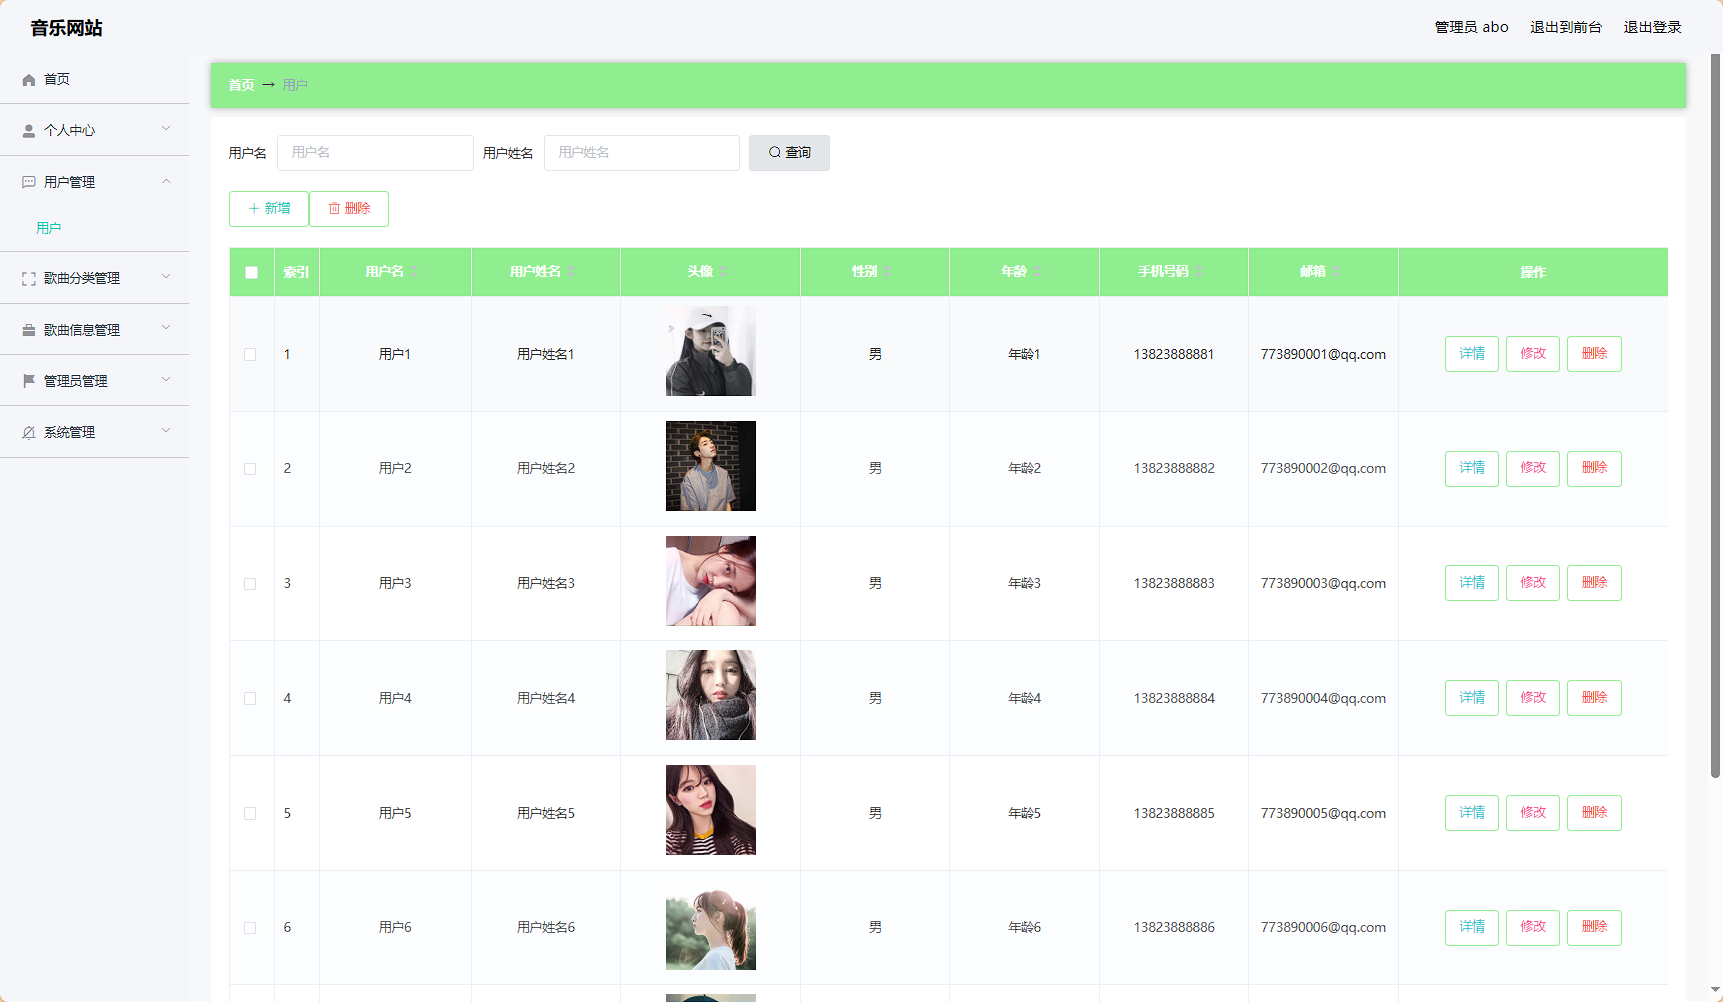 音乐网站
管理员 abo 退出到前台 退出登录
首页
个人中心
用户管理
用户
歌曲分类管理
歌曲信息管理
管理员管理
系统管理
首页 → 用户
用户名 用户名 用户姓名 用户姓名 查询
新增 删除
索引 用户名 用户姓名 头像 性别 年龄 手机号码 邮箱 操作
1 用户1 用户姓名1 男 年龄1 13823888881 773890001@qq.com 详情 修改 删除
2 用户2 用户姓名2 男 年龄2 13823888882 773890002@qq.com 详情 修改 删除
3 用户3 用户姓名3 男 年龄3 13823888883 773890003@qq.com 详情 修改 删除
4 用户4 用户姓名4 男 年龄4 13823888884 773890004@qq.com 详情 修改 删除
5 用户5 用户姓名5 男 年龄5 13823888885 773890005@qq.com 详情 修改 删除
6 用户6 用户姓名6 男 年龄6 13823888886 773890006@qq.com 详情 修改 删除